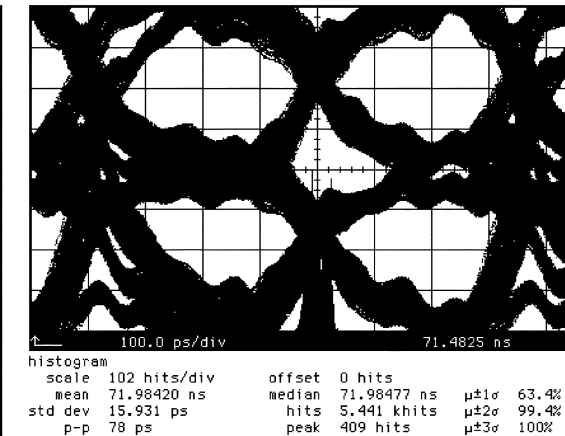 100.0 ps/div 71.4825 ns
histogram
scale 102 hits/div offset 0 hits
mean 71.98420 ns median 71.98477 ns µ±1σ 63.4%
std dev 15.931 ps hits 5.441 khits µ±2σ 99.4%
p-p 78 ps peak 409 hits µ±3σ 100%